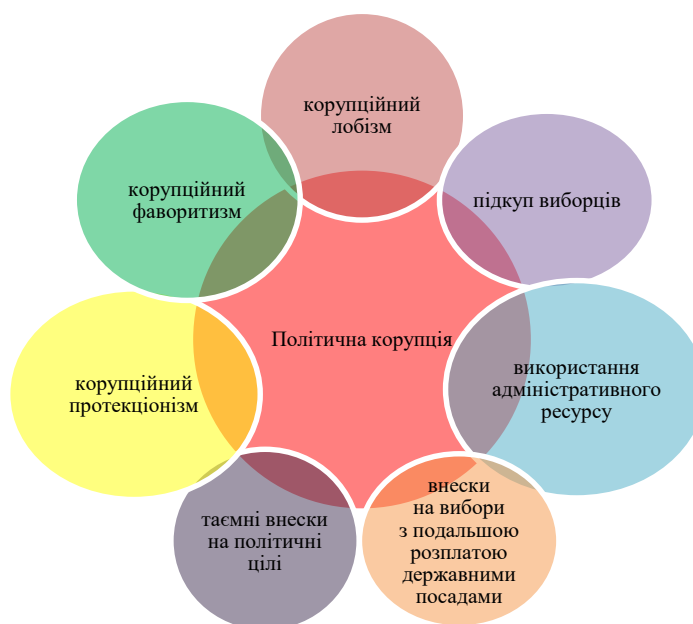 корупційний
лобізм
підкуп виборців
використання
адміністративного
ресурсу
внески
на вибори
з подальшою
розплатою
державними
посадами
таємні внески
на політичні
цілі
корупційний
протекціонізм
корупційний
фаворитизм
Політична корупція